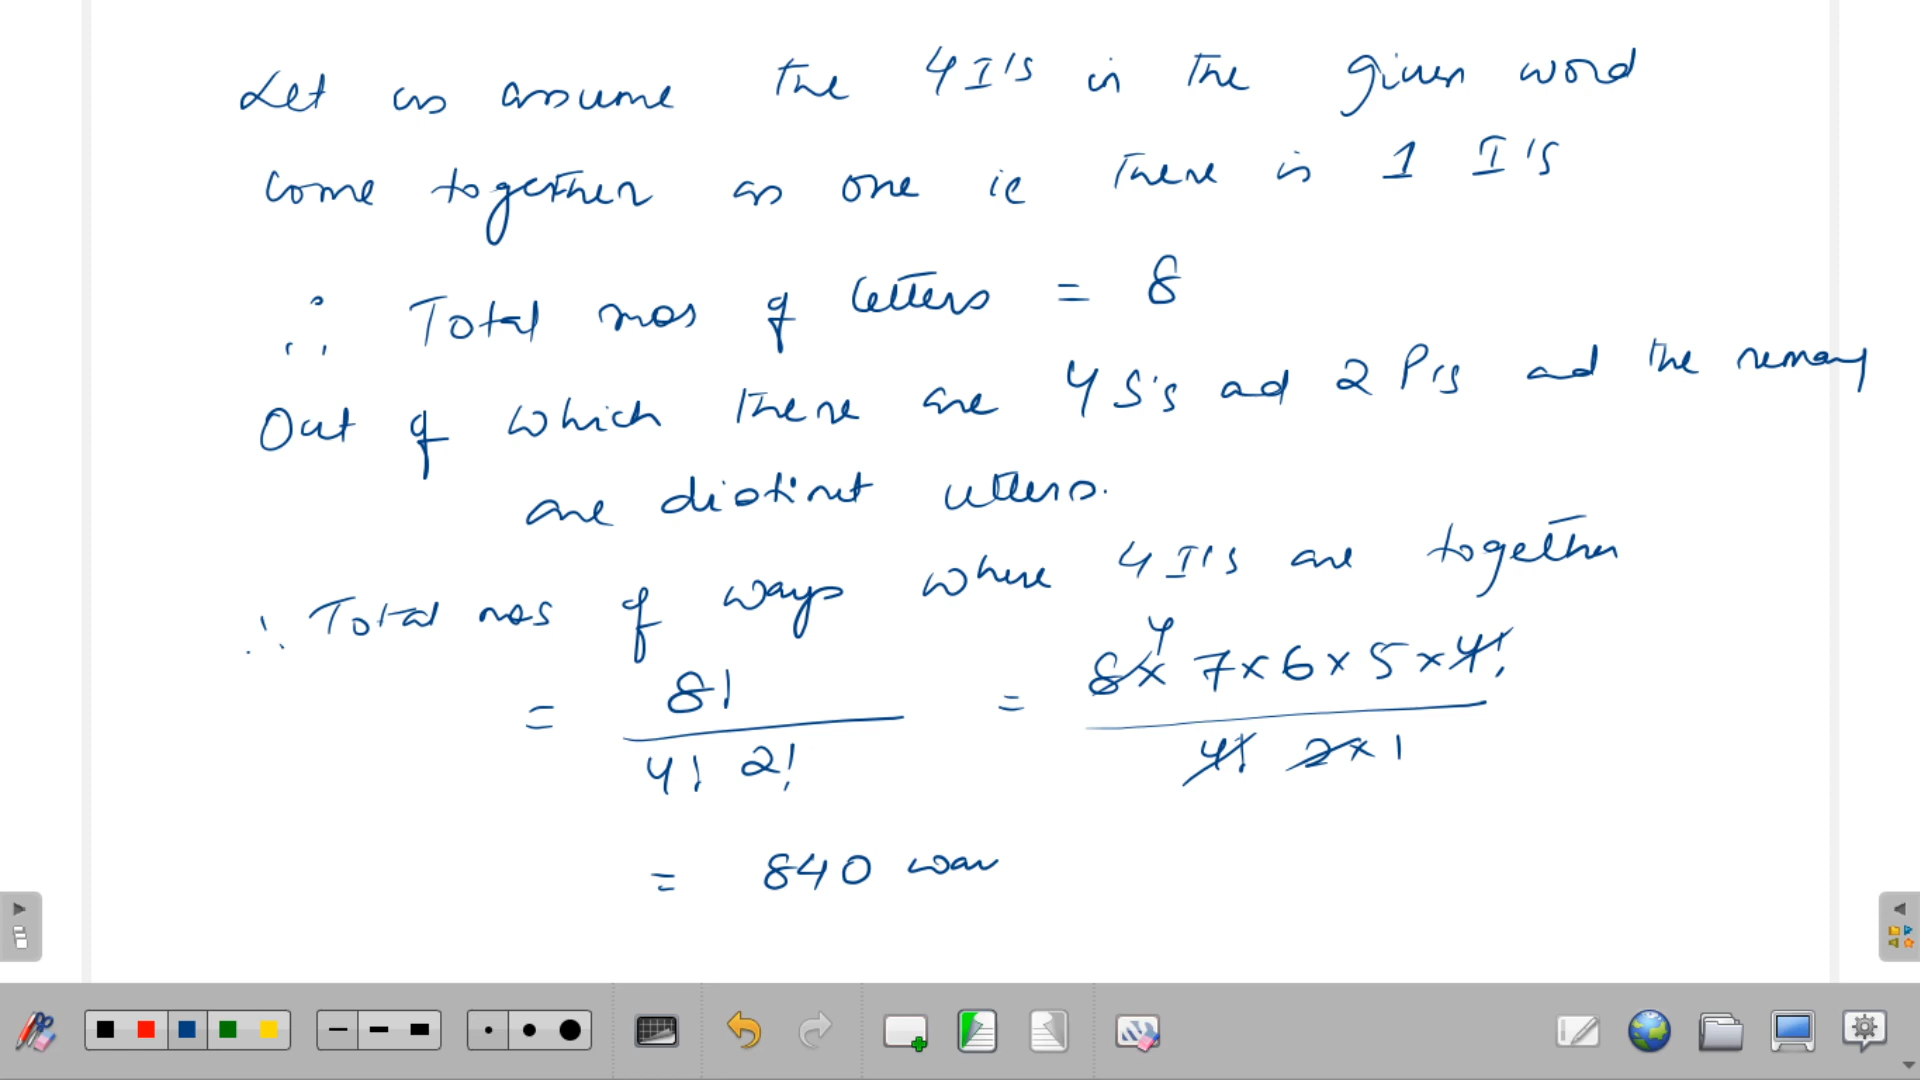 Let us assume the 4 I's in the given word
come together as one ie there is 1 I's
∴ Total nos of letters = 8
Out of which there are 4 S's and 2 P's and the
are distinct letters.
∴ Total nos of ways where 4 I's are together
= 8! / 4! 2! = 8 4 × 7 × 6 × 5 × 4! / 4! 2 × 1
= 840